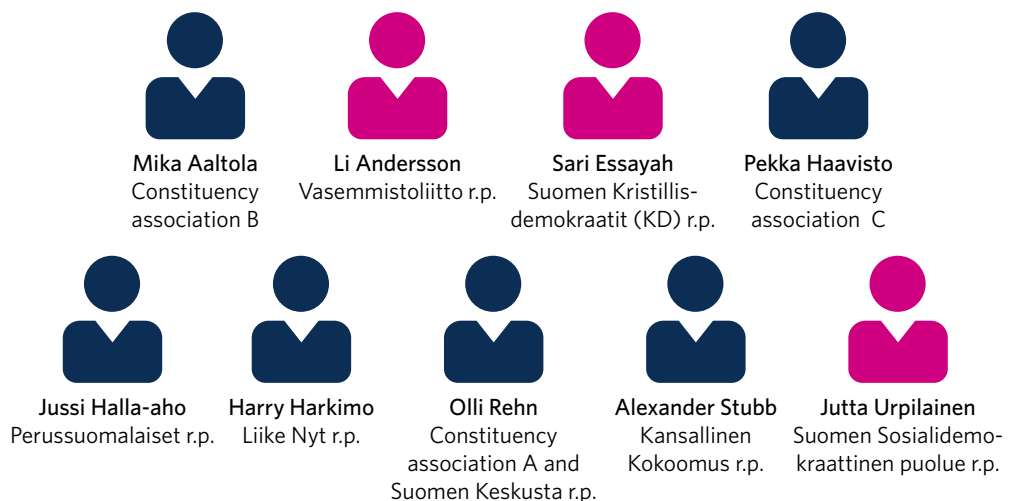 Mika Aaltola
Constituency
association B
Li Andersson
Vasemmistoliitto r.p.
Sari Essayah
Suomen Kristillis-
demokraatit (KD) r.p.
Pekka Haavisto
Constituency
association C
Jussi Halla-aho
Perussuomalaiset r.p.
Harry Harkimo
Liike Nyt r.p.
Olli Rehn
Constituency
association A and
Suomen Keskusta r.p.
Alexander Stubb
Kansallinen
Kokoomus r.p.
Jutta Urpilainen
Suomen Sosialidemo-
kraattinen puolue r.p.